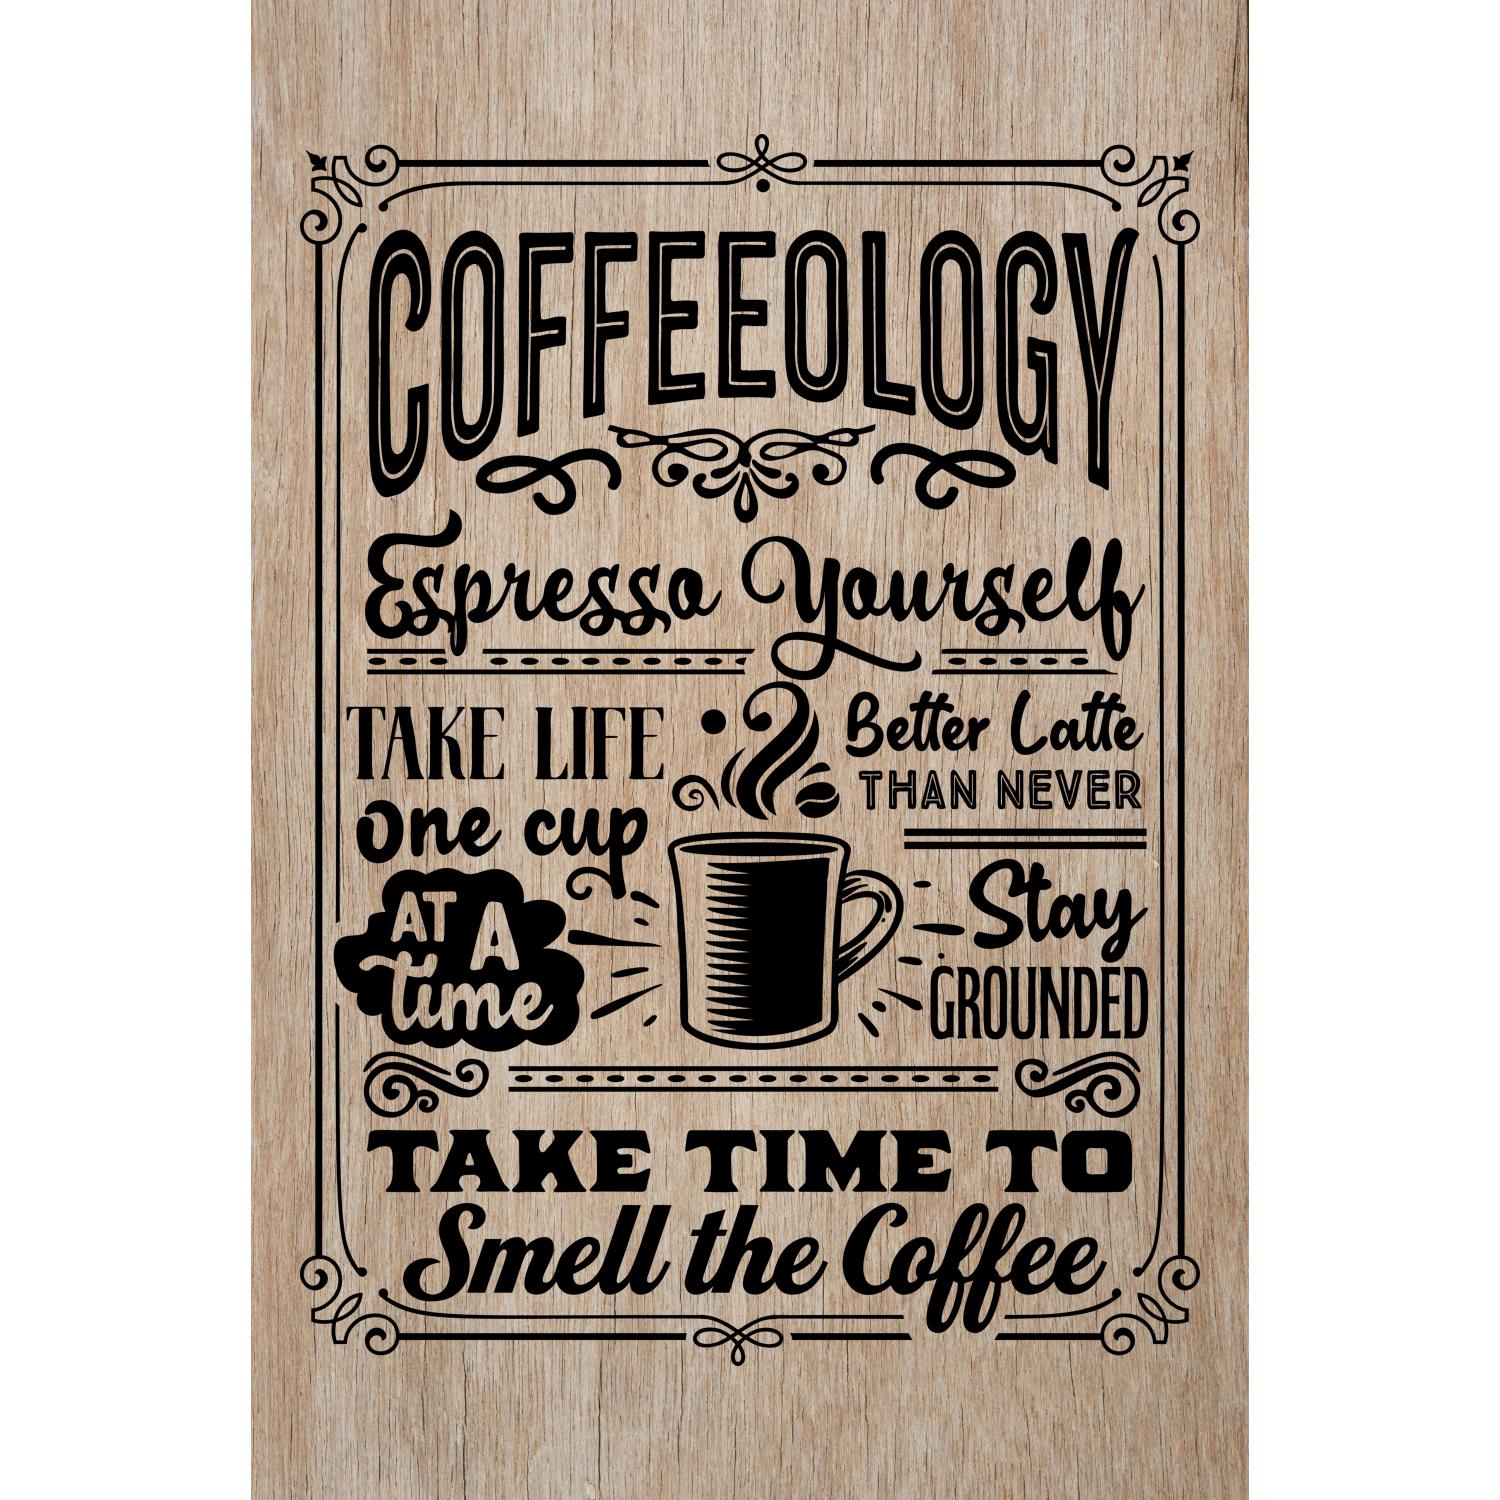 COFFEEOLOGY
Espresso Yourself
TAKE LIFE
one cup
AT A
Time
Better Latte
THAN NEVER
Stay
GROUNDED
TAKE TIME TO
Smell the Coffee